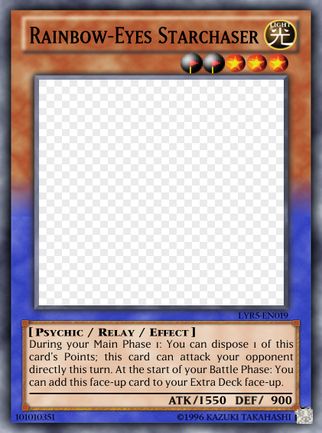 Rainbow-Eyes Starchaser
LIGHT
光
LYR5-EN019
[ Psychic / Relay / Effect ]
During your Main Phase 1: You can dispose 1 of this
card's Points; this card can attack your opponent
directly this turn. At the start of your Battle Phase: You
can add this face-up card to your Extra Deck face-up.
ATK/1550 DEF/ 900
101010351
©1996 KAZUKI TAKAHASHI